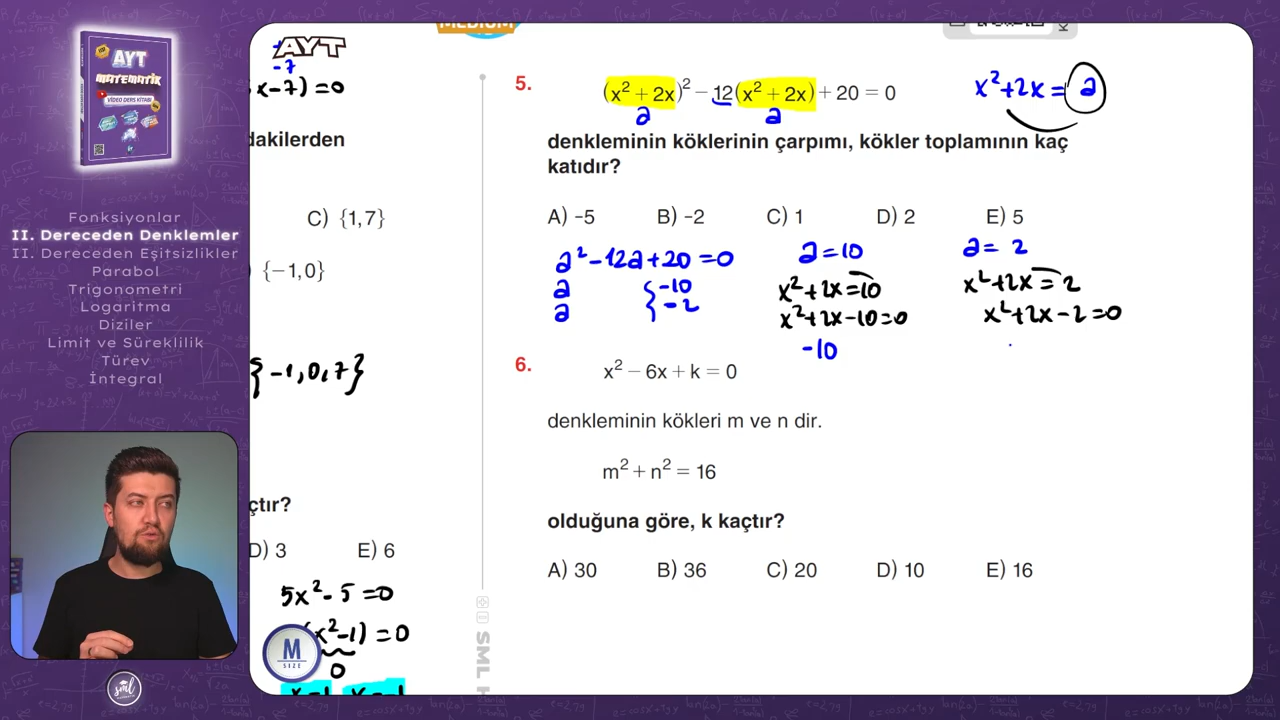 AYT
MATEMATİK
VİDEO DERS KİTABI
Fonksiyonlar
II. Dereceden Denklemler
II. Dereceden Eşitsizlikler
Parabol
Trigonometri
Logaritma
Diziler
Limit ve Süreklilik
Türev
İntegral
sml
AYT
-7
x-7) =0
dakilerden
C) {1,7}
{−1,0}
{-1,0,7}
çtır?
D) 3 E) 6
5x²-5=0
(x²-1) =0
0
M
SIZE
SML
MEDIUM
5. (x² + 2x)² − 12(x² + 2x) + 20 = 0
a a
x²+2x= a
denkleminin köklerinin çarpımı, kökler toplamının kaç
katıdır?
A) -5 B) -2 C) 1 D) 2 E) 5
a²-12a+20=0
a -10
a -2
a=10
x²+2x=10
x²+2x-10=0
-10
a= 2
x²+2x=2
x²+2x-2=0
6. x² − 6x + k = 0
denkleminin kökleri m ve n dir.
m² + n² = 16
olduğuna göre, k kaçtır?
A) 30 B) 36 C) 20 D) 10 E) 16